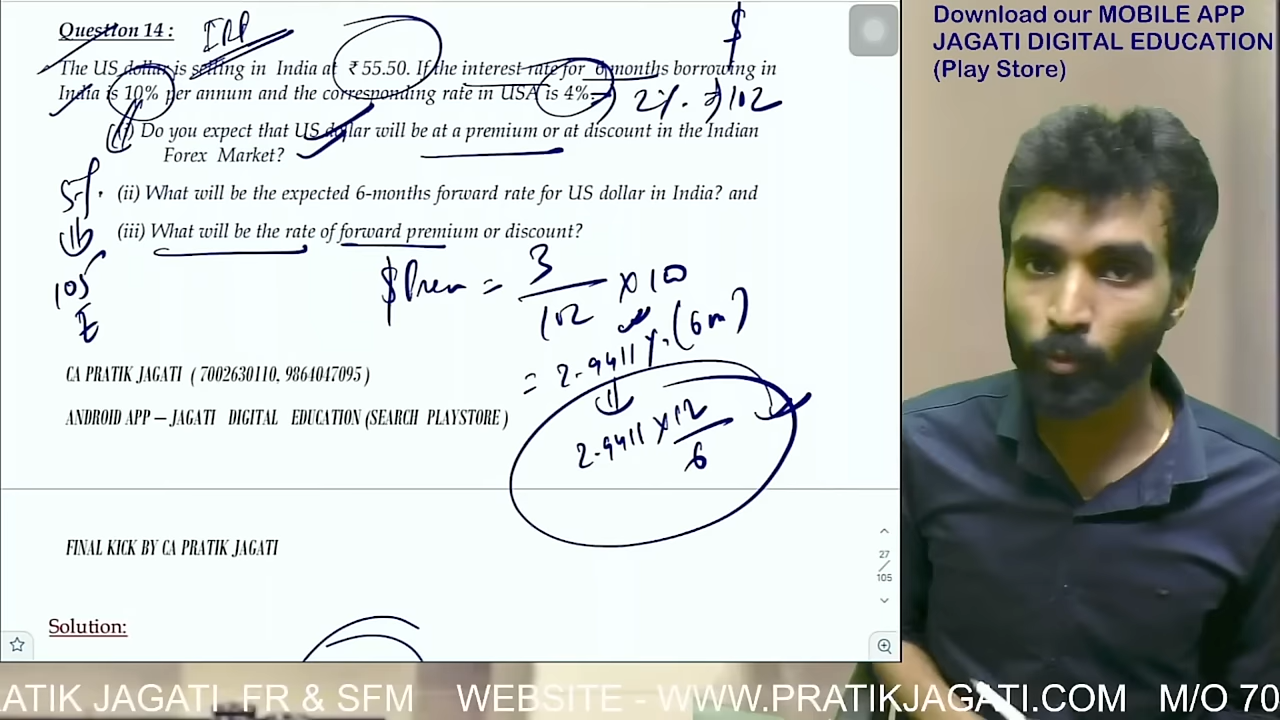 Download our MOBILE APP
JAGATI DIGITAL EDUCATION
(Play Store)
Question 14 :
IRP
$
The US dollar is selling in India at ₹ 55.50. If the interest rate for 6 months borrowing in
India is 10% per annum and the corresponding rate in USA is 4%.
2% ⇒ 102
(i) Do you expect that US dollar will be at a premium or at discount in the Indian
Forex Market?
5%
(ii) What will be the expected 6-months forward rate for US dollar in India? and
(iii) What will be the rate of forward premium or discount?
105
$ Prem = 3/102 × 100
= 2.9411%. (6m)
2.9411 × 12/6
CA PRATIK JAGATI ( 7002630110, 9864047095 )
ANDROID APP – JAGATI DIGITAL EDUCATION (SEARCH PLAYSTORE )
FINAL KICK BY CA PRATIK JAGATI
27
/
105
Solution:
ATIK JAGATI FR & SFM WEBSITE - WWW.PRATIKJAGATI.COM M/O 70